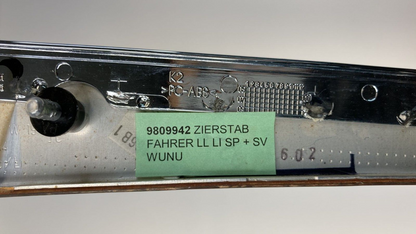 K2
PC-ABS
9809942 ZIERSTAB
FAHRER LL LI SP + SV
WUNU
602